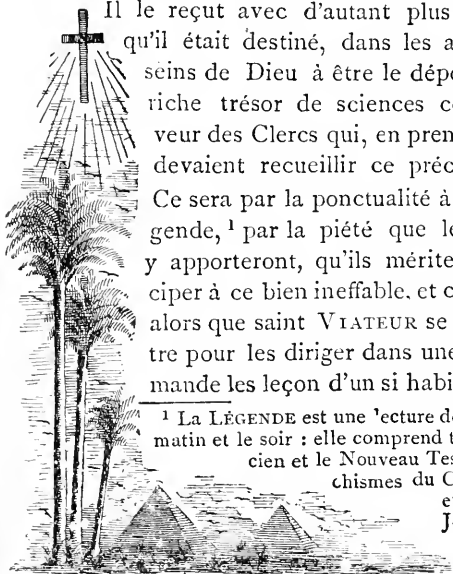 Il le reçut avec d'autant plus
qu'il était destiné, dans les a
seins de Dieu à être le dépo
riche trésor de sciences c
veur des Clercs qui, en pren
devaient recueillir ce préc
Ce sera par la ponctualité à
gende, ¹ par la piété que le
y apporteront, qu'ils mérite
ciper à ce bien ineffable, et c
alors que saint VIATEUR se
tre pour les diriger dans une
mande les leçon d'un si habi
¹ La LÉGENDE est une 'ecture d
matin et le soir : elle comprend t
cien et le Nouveau Tes
chismes du C
e
J